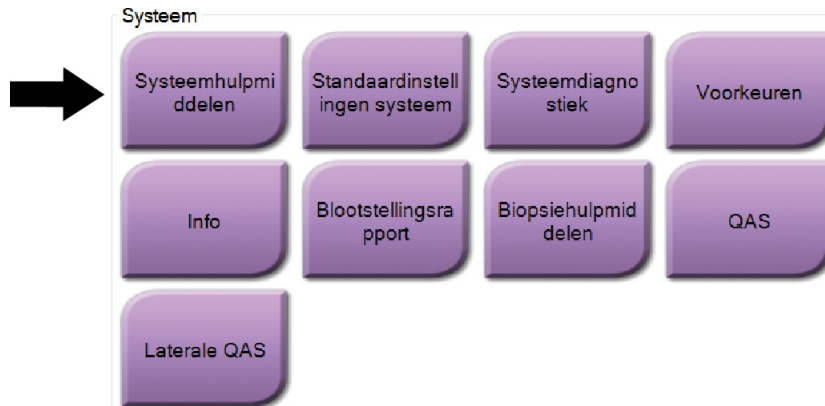 Systeem
Systeemhulpmi
ddelen
Standaardinstell
ingen systeem
Systeemdiagno
stiek
Voorkeuren
Info
Blootstellingsra
pport
Biopsiehulpmid
delen
QAS
Laterale QAS